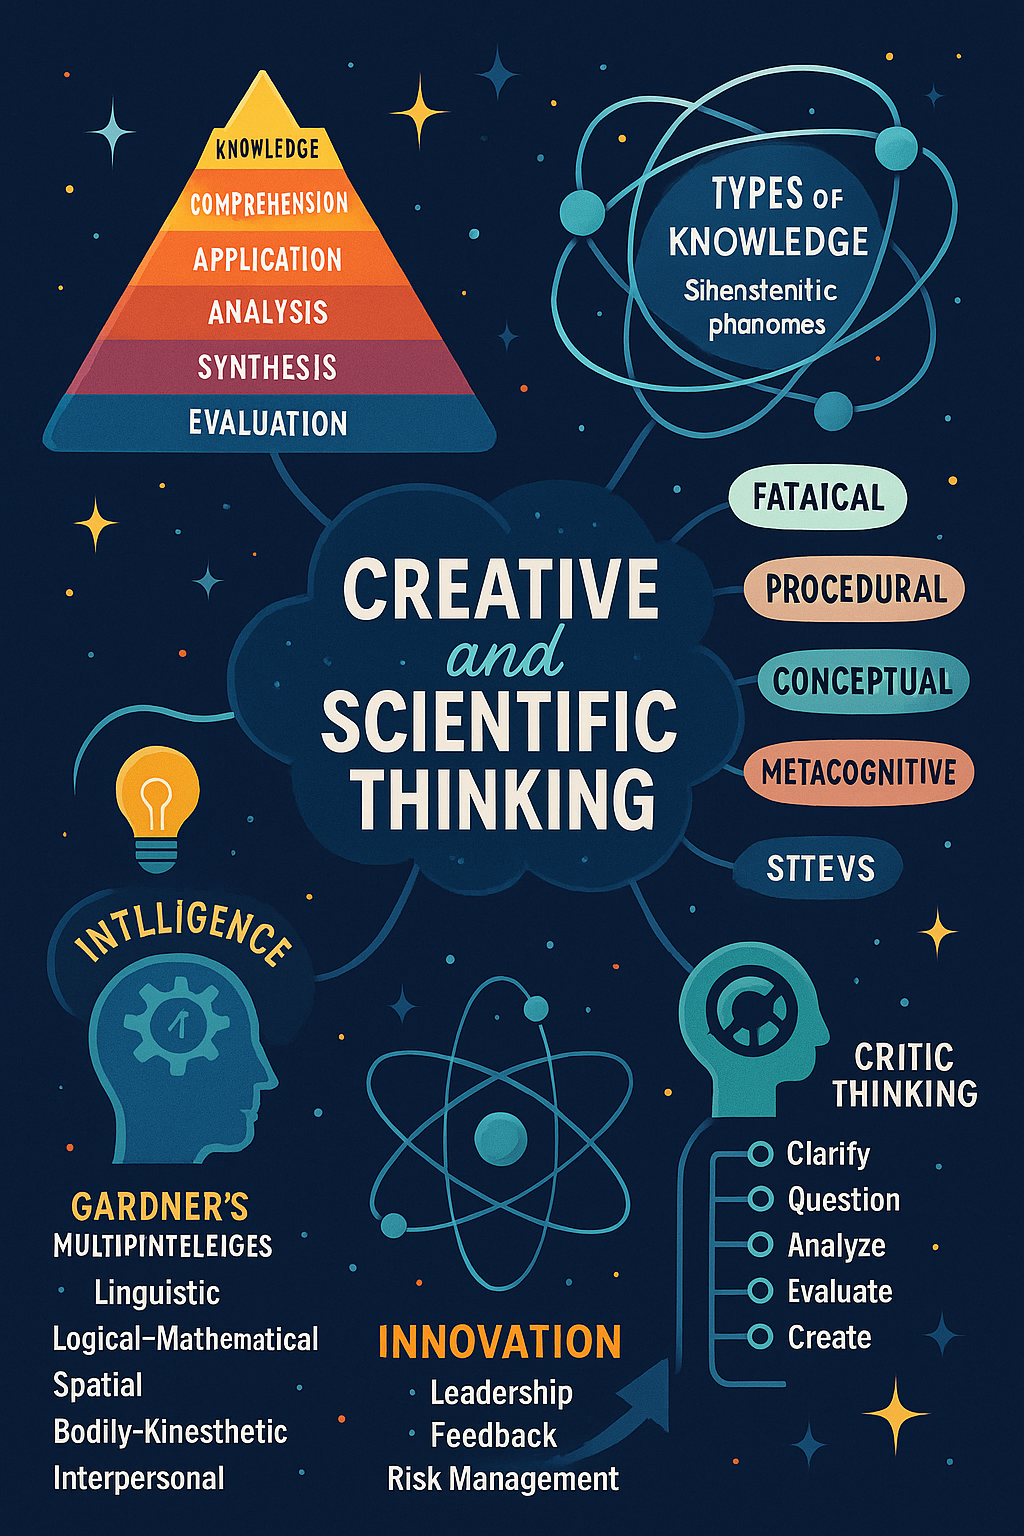 KNOWLEDGE
COMPREHENSION
APPLICATION
ANALYSIS
SYNTHESIS
EVALUATION
TYPES OF
KNOWLEDGE
Sihenstenitic
phanomes
CREATIVE
and
SCIENTIFIC
THINKING
FATAICAL
PROCEDURAL
CONCEPTUAL
METACOGNITIVE
STTEVS
INTLLIGENCE
GARDNER'S
MULTIPINTELEIGES
Linguistic
Logical-Mathematical
Spatial
Bodily-Kinesthetic
Interpersonal
INNOVATION
Leadership
Feedback
Risk Management
CRITIC
THINKING
Clarify
Question
Analyze
Evaluate
Create